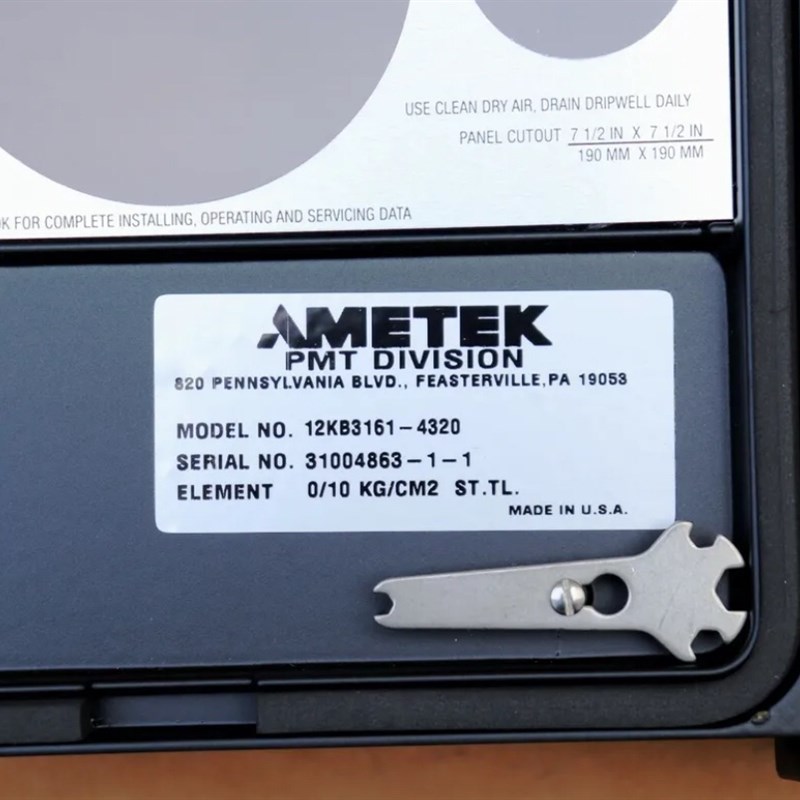 USE CLEAN DRY AIR, DRAIN DRIPWELL DAILY
PANEL CUTOUT 7 1/2 IN X 7 1/2 IN
190 MM X 190 MM
FOR COMPLETE INSTALLING, OPERATING AND SERVICING DATA
AMETEK
PMT DIVISION
820 PENNSYLVANIA BLVD., FEASTERVILLE,PA 19053
MODEL NO. 12KB3161-4320
SERIAL NO. 31004863-1-1
ELEMENT 0/10 KG/CM2 ST.TL.
MADE IN U.S.A.